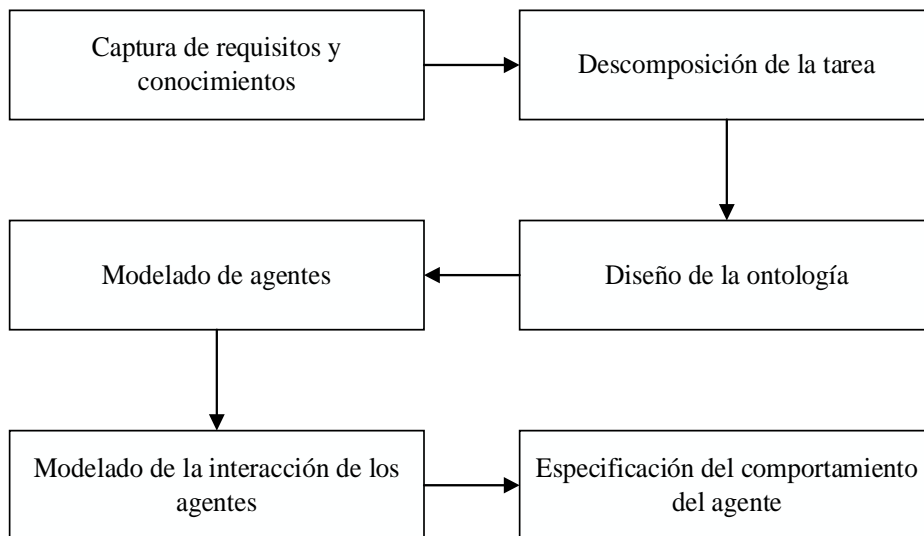 Captura de requisitos y
conocimientos
Descomposición de la tarea
Modelado de agentes
Diseño de la ontología
Modelado de la interacción de los
agentes
Especificación del comportamiento
del agente